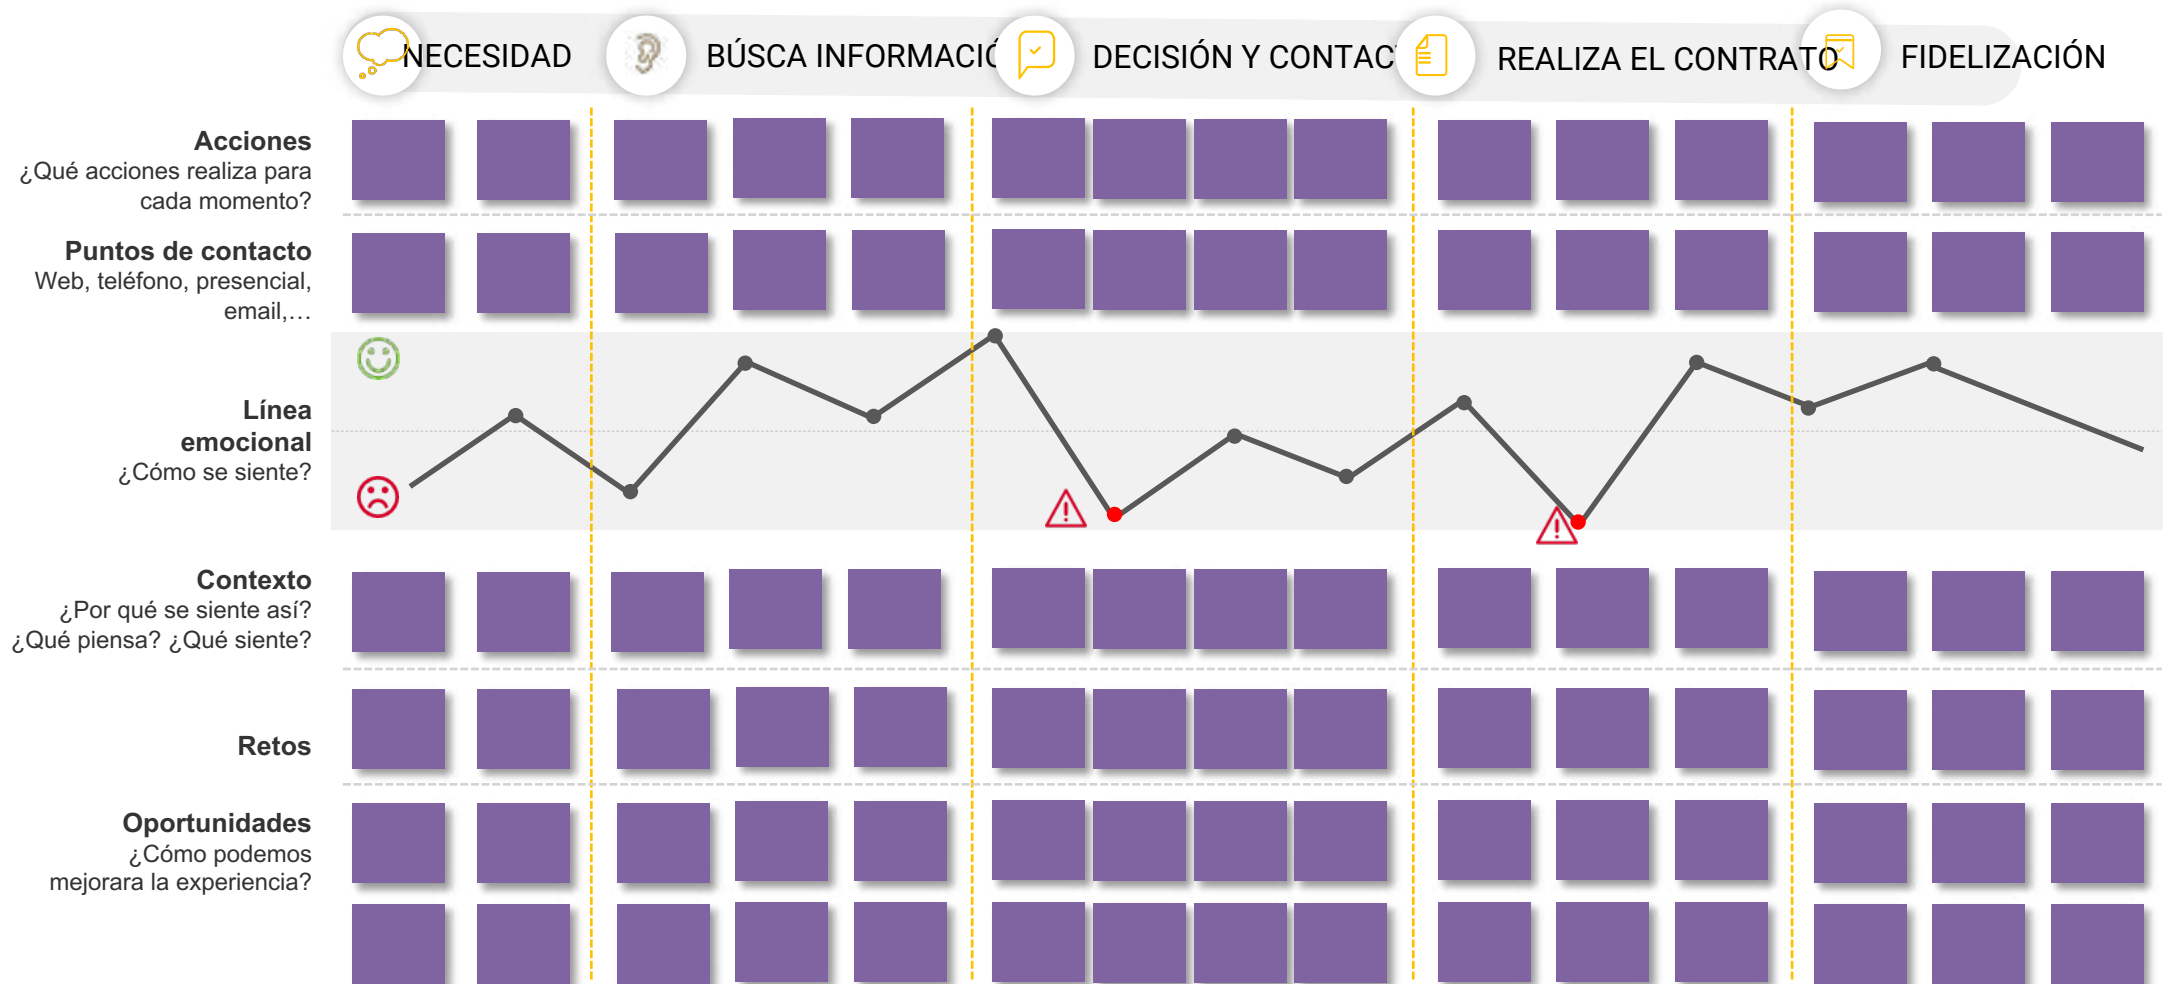 NECESIDAD
BÚSCA INFORMACIÓ
DECISIÓN Y CONTAC
REALIZA EL CONTRATO
FIDELIZACIÓN
Acciones
¿Qué acciones realiza para
cada momento?
Puntos de contacto
Web, teléfono, presencial,
email,…
Línea
emocional
¿Cómo se siente?
Contexto
¿Por qué se siente así?
¿Qué piensa? ¿Qué siente?
Retos
Oportunidades
¿Cómo podemos
mejorara la experiencia?